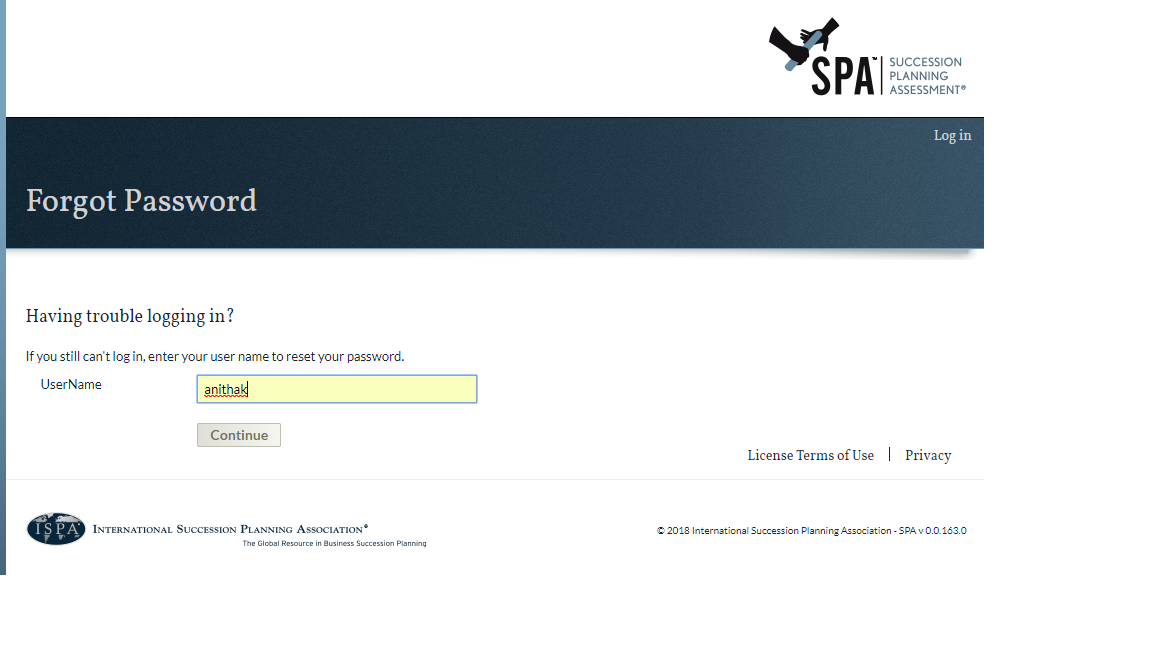 SPA™
SUCCESSION
PLANNING
ASSESSMENT®
Log in
Forgot Password
Having trouble logging in?
If you still can't log in, enter your user name to reset your password.
UserName
anithak
Continue
License Terms of Use | Privacy
ISPA
International Succession Planning Association®
The Global Resource in Business Succession Planning
© 2018 International Succession Planning Association - SPA v 0.0.163.0